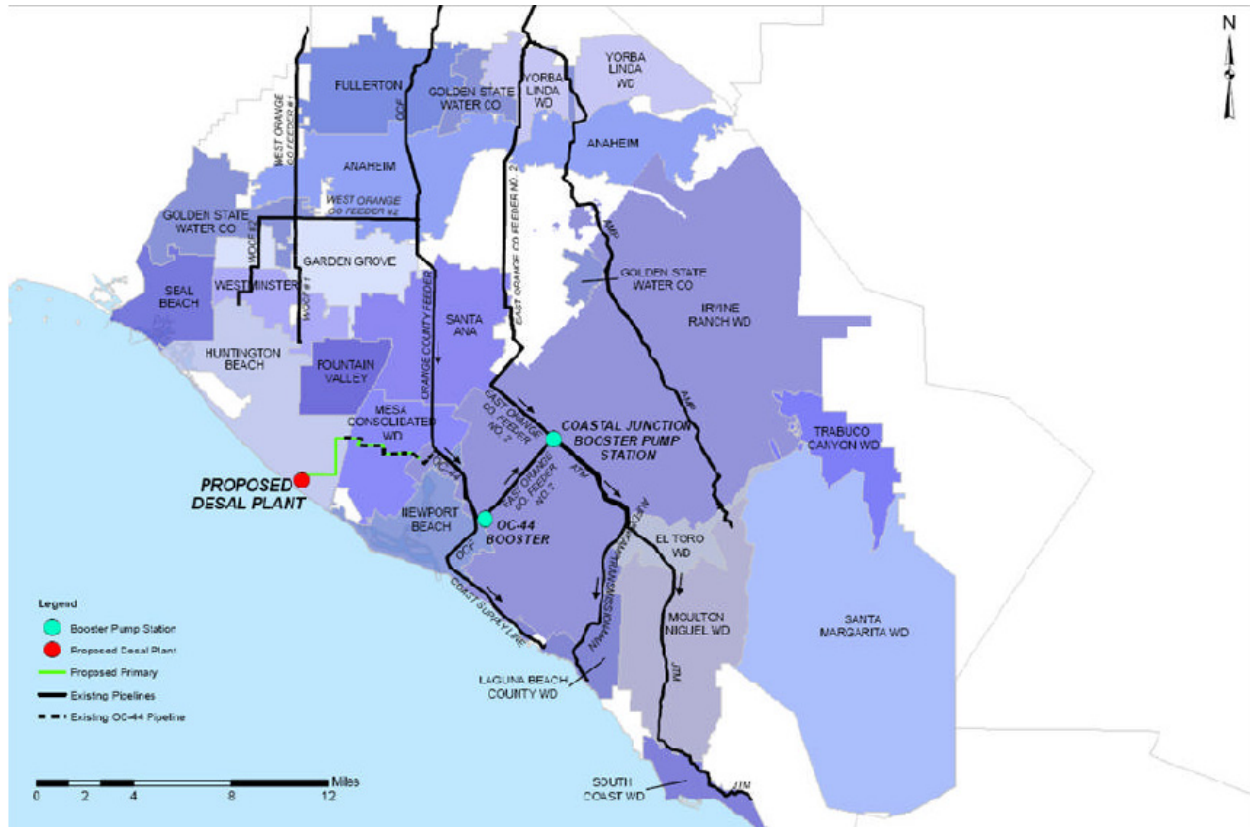 N
YORBA
LINDA
WD
FULLERTON
GOLDEN STATE
WATER CO
YORBA
LINDA
WD
OCF
WEST ORANGE
CO FEEDER #1
ANAHEIM
ANAHEIM
WEST ORANGE
CO FEEDER #2
EAST ORANGE CO FEEDER NO. 2
GOLDEN STATE
WATER CO
WOCF #2
GARDEN GROVE
AMP
GOLDEN STATE
WATER CO
SEAL
BEACH
WESTMINSTER
WOCF #1
IRVINE
RANCH WD
SANTA
ANA
ORANGE COUNTY FEEDER
HUNTINGTON
BEACH
FOUNTAIN
VALLEY
AMP
MESA
CONSOLIDATED
WD
EAST ORANGE
CO. FEEDER
NO. 2
COASTAL JUNCTION
BOOSTER PUMP
STATION
TRABUCO
CANYON WD
OC-44
ATM
EAST ORANGE
CO. FEEDER
NO. 2
PROPOSED
DESAL PLANT
NEWPORT
BEACH
OC-44
BOOSTER
OCF
EL TORO
WD
COAST SUPPLY LINE
MOULTON
NIGUEL WD
SANTA
MARGARITA WD
LAGUNA BEACH
COUNTY WD
JTM
SOUTH
COAST WD
JTM
Legend
Booster Pump Station
Proposed Desal Plant
Proposed Primary
Existing Pipelines
Existing OC-44 Pipeline
Miles
0 2 4 8 12